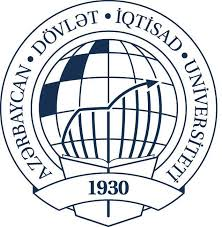 AZƏRBAYCAN • DÖVLƏT • İQTİSAD • UNİVERSİTETİ
1930